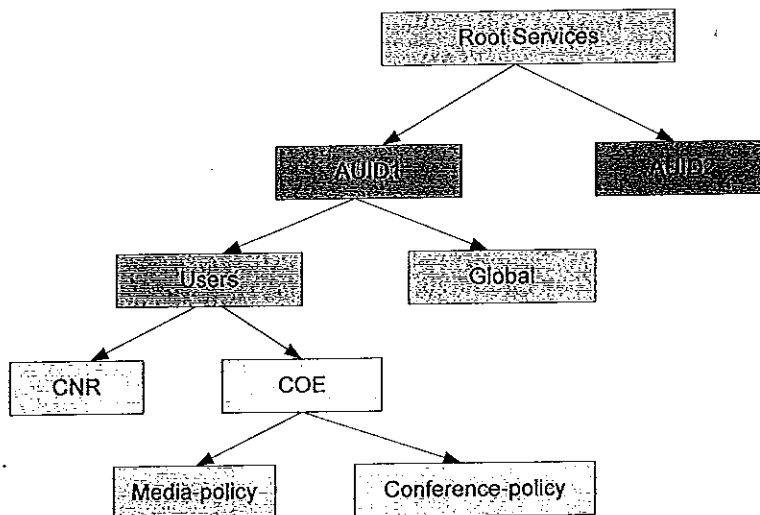 Root Services
AUID1
AUID2
Users
Global
CNR
COE
Media-policy
Conference-policy